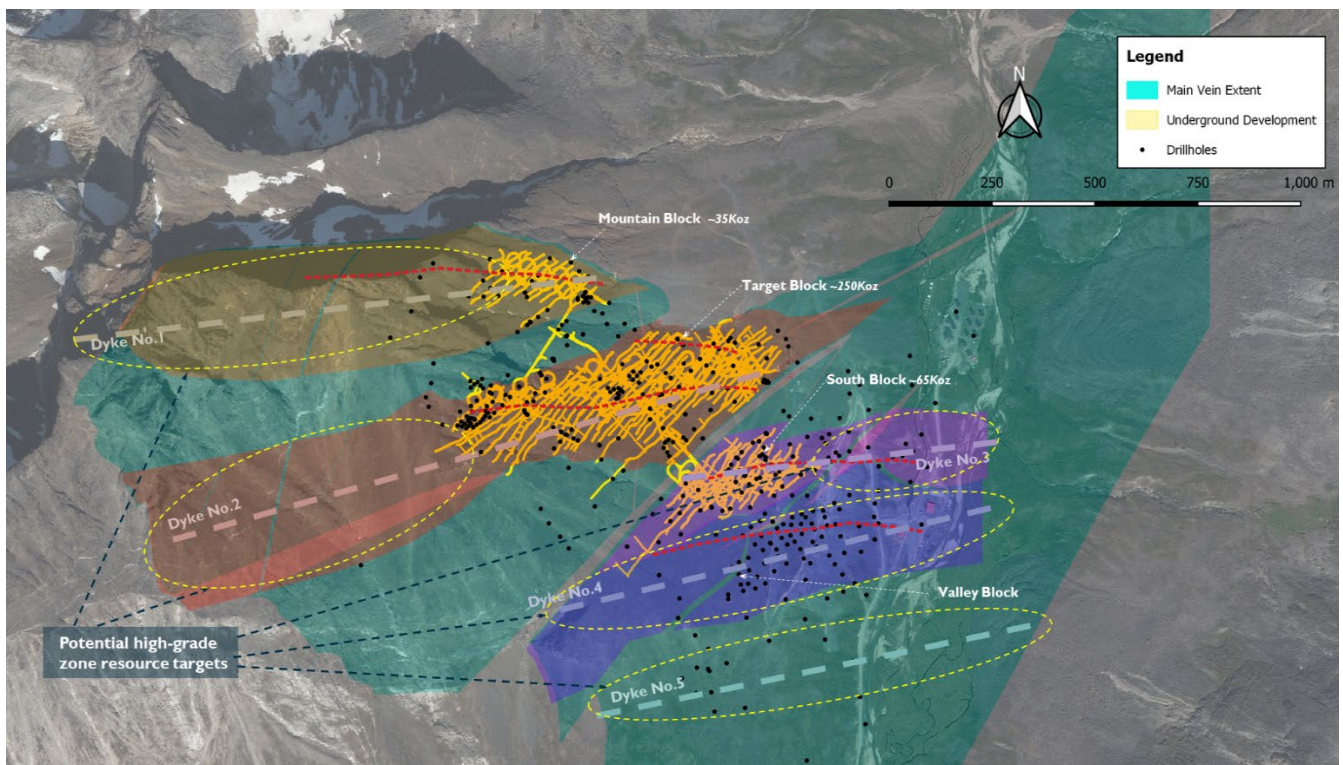 Legend
Main Vein Extent
Underground Development
Drillholes
N
0 250 500 750 1,000 m
Mountain Block ~35Koz
Target Block ~250Koz
South Block ~65Koz
Dyke No.1
Dyke No.2
Dyke No.3
Dyke No.4
Valley Block
Potential high-grade
zone resource targets
Dyke No.5